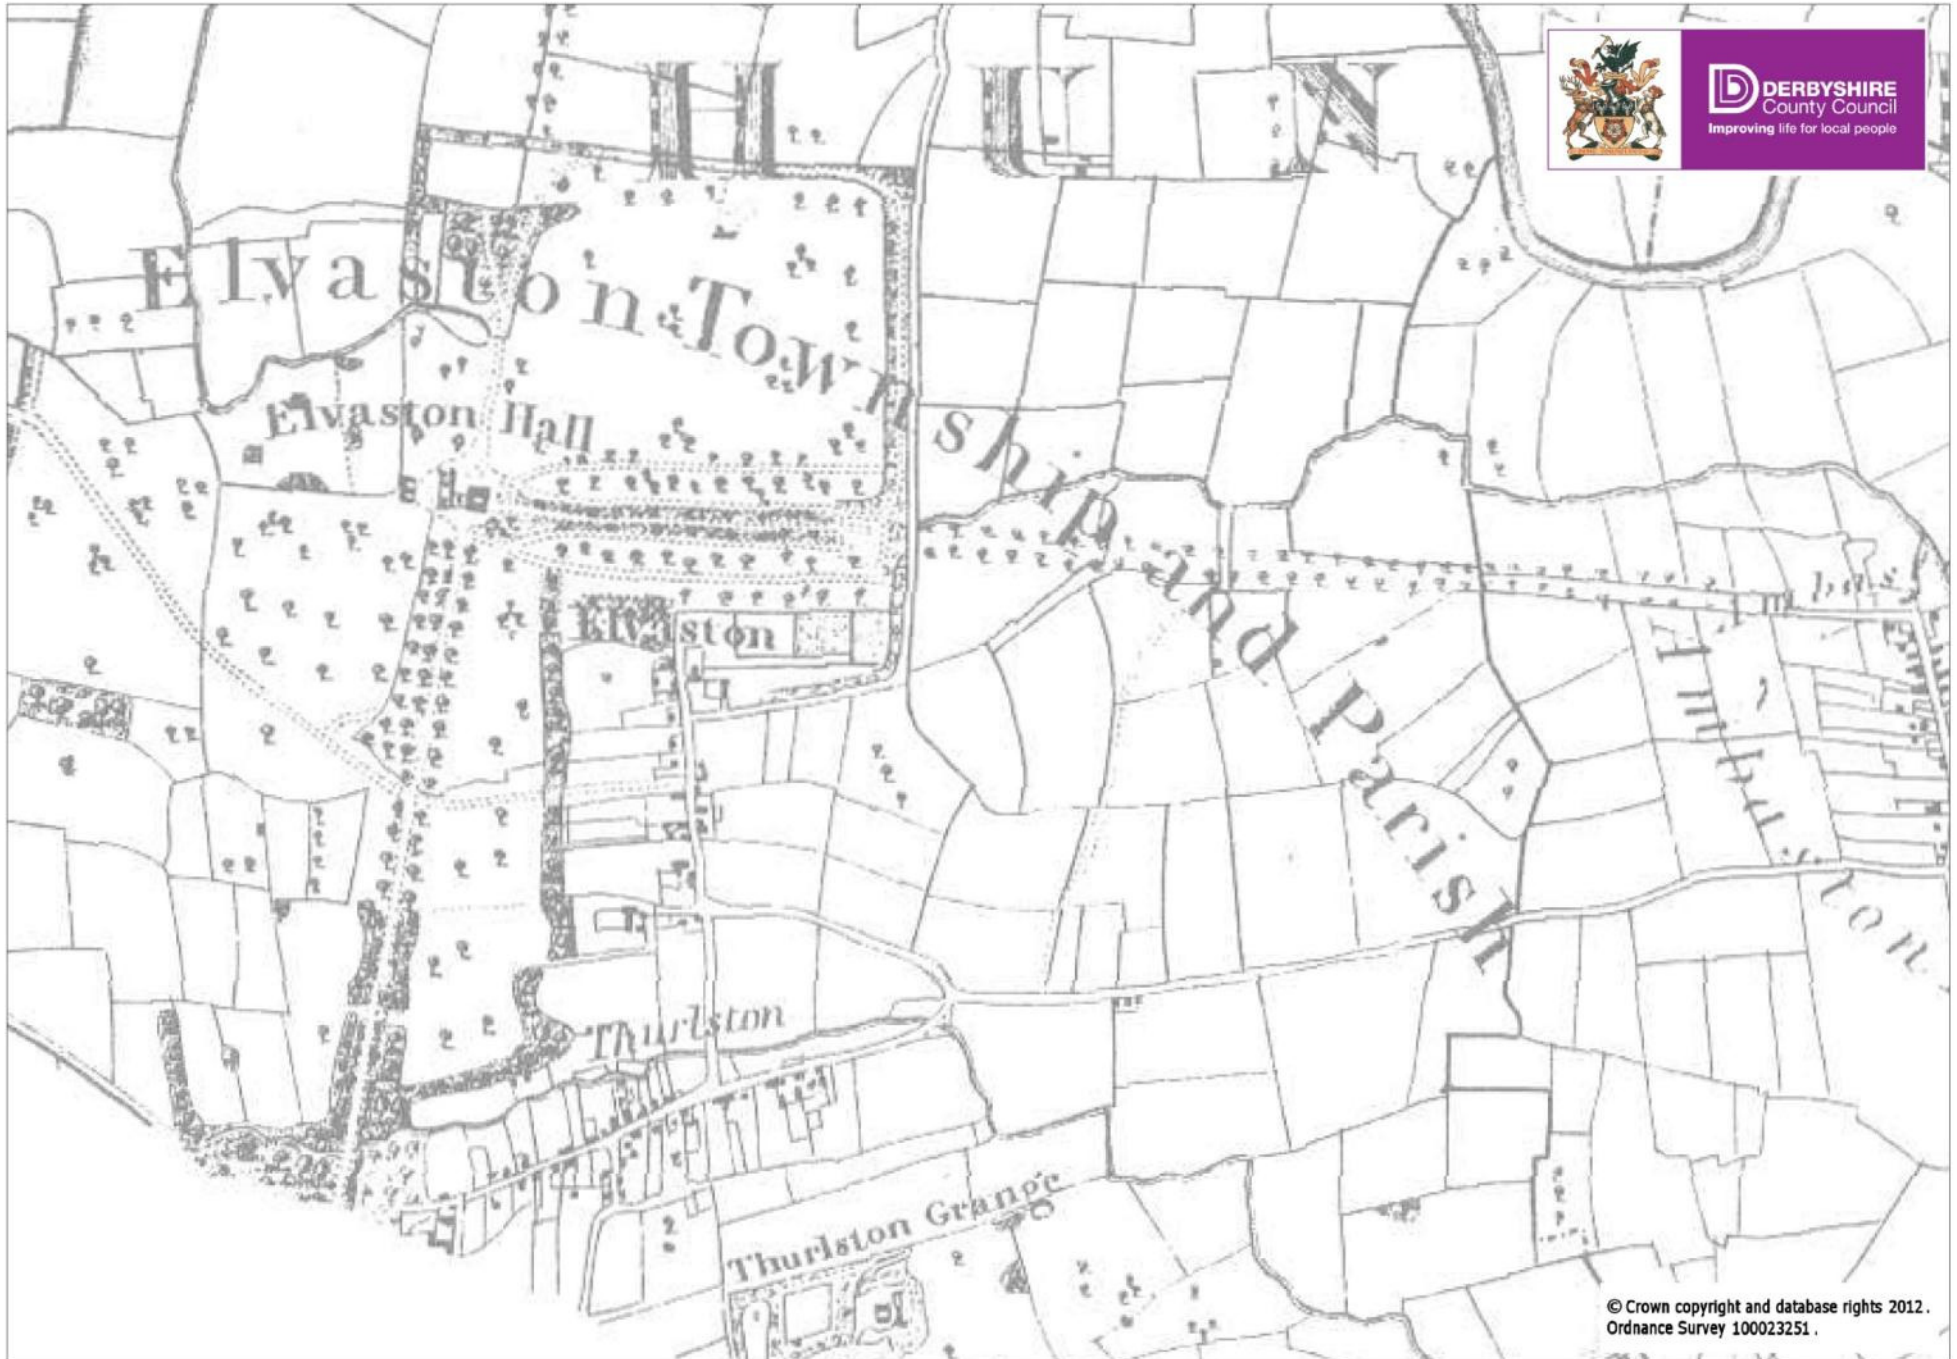 H U N
DERBYSHIRE
County Council
Improving life for local people
Elvaston Township and Parish
Elvaston Hall
Elvaston
Thurlston
Thurlston Grange
© Crown copyright and database rights 2012.
Ordnance Survey 100023251.